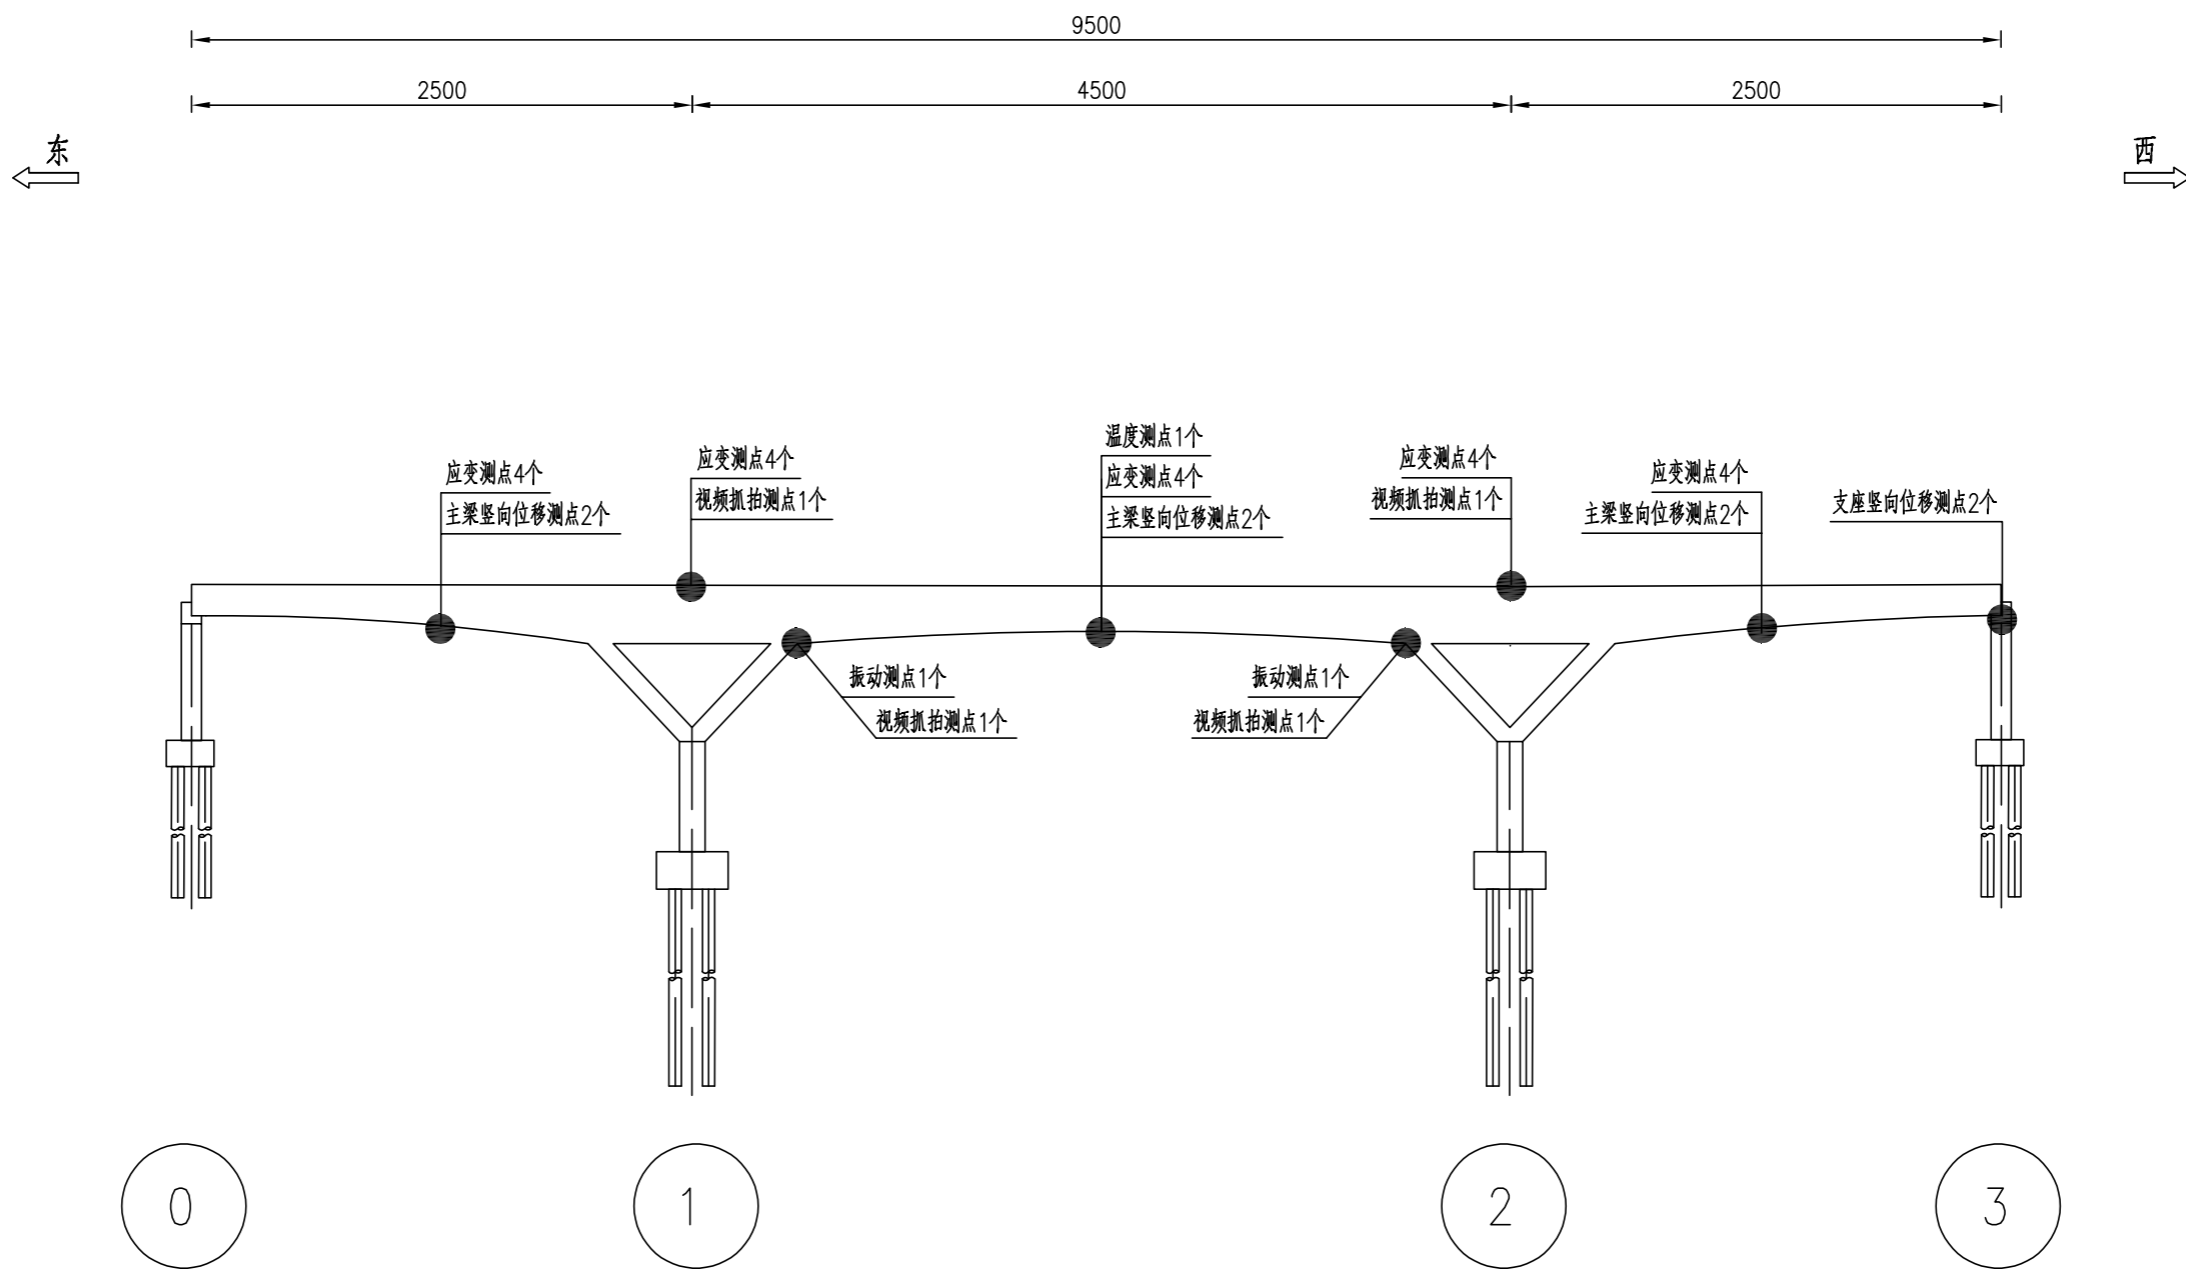 9500
2500
4500
2500
东
西
应变测点4个
主梁竖向位移测点2个
应变测点4个
视频抓拍测点1个
温度测点1个
应变测点4个
主梁竖向位移测点2个
应变测点4个
视频抓拍测点1个
应变测点4个
主梁竖向位移测点2个
支座竖向位移测点2个
振动测点1个
视频抓拍测点1个
振动测点1个
视频抓拍测点1个
0
1
2
3